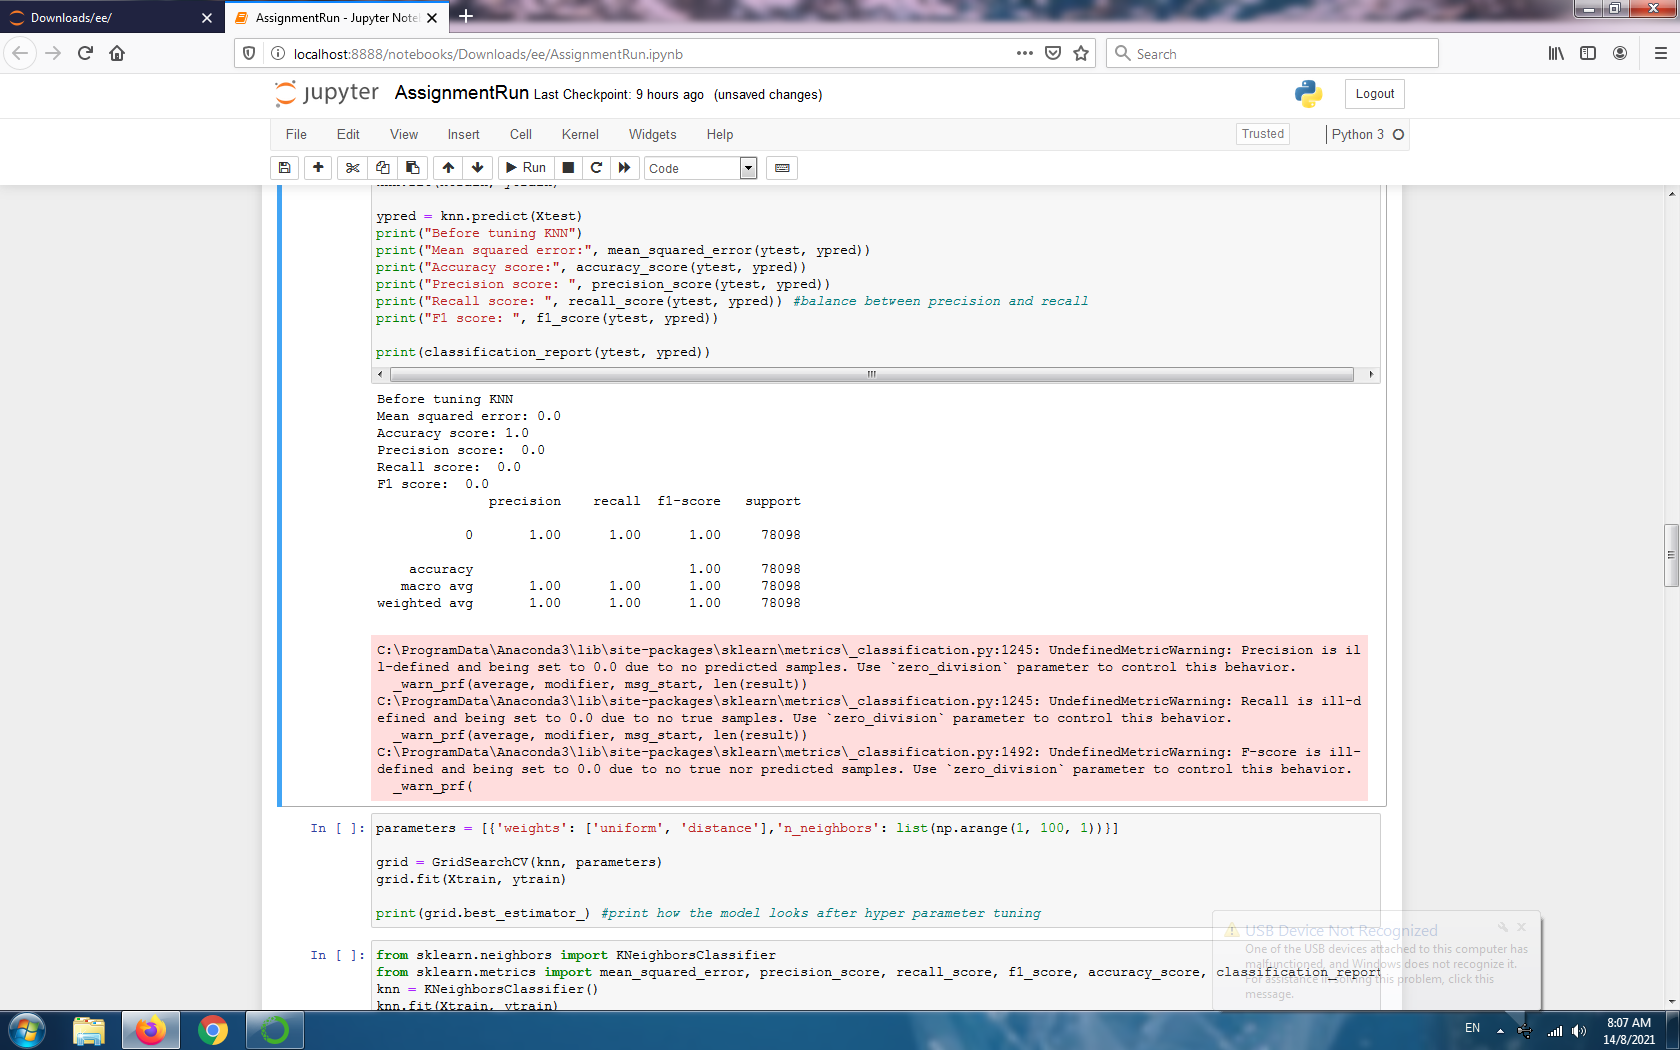 Downloads/ee/
AssignmentRun - Jupyter Note
localhost:8888/notebooks/Downloads/ee/AssignmentRun.ipynb
Search
jupyter AssignmentRun Last Checkpoint: 9 hours ago (unsaved changes)
Logout
File Edit View Insert Cell Kernel Widgets Help
Trusted
Python 3
Run
Code
ypred = knn.predict(Xtest)
print("Before tuning KNN")
print("Mean squared error:", mean_squared_error(ytest, ypred))
print("Accuracy score:", accuracy_score(ytest, ypred))
print("Precision score: ", precision_score(ytest, ypred))
print("Recall score: ", recall_score(ytest, ypred)) #balance between precision and recall
print("F1 score: ", f1_score(ytest, ypred))
print(classification_report(ytest, ypred))
Before tuning KNN
Mean squared error: 0.0
Accuracy score: 1.0
Precision score:  0.0
Recall score:  0.0
F1 score:  0.0
precision recall f1-score support
0 1.00 1.00 1.00 78098
accuracy 1.00 78098
macro avg 1.00 1.00 1.00 78098
weighted avg 1.00 1.00 1.00 78098
C:\ProgramData\Anaconda3\lib\site-packages\sklearn\metrics\_classification.py:1245: UndefinedMetricWarning: Precision is il
l-defined and being set to 0.0 due to no predicted samples. Use `zero_division` parameter to control this behavior.
_warn_prf(average, modifier, msg_start, len(result))
C:\ProgramData\Anaconda3\lib\site-packages\sklearn\metrics\_classification.py:1245: UndefinedMetricWarning: Recall is ill-d
efined and being set to 0.0 due to no true samples. Use `zero_division` parameter to control this behavior.
_warn_prf(average, modifier, msg_start, len(result))
C:\ProgramData\Anaconda3\lib\site-packages\sklearn\metrics\_classification.py:1492: UndefinedMetricWarning: F-score is ill-
defined and being set to 0.0 due to no true nor predicted samples. Use `zero_division` parameter to control this behavior.
_warn_prf(
In [ ]: parameters = [{'weights': ['uniform', 'distance'],'n_neighbors': list(np.arange(1, 100, 1))}]
grid = GridSearchCV(knn, parameters)
grid.fit(Xtrain, ytrain)
print(grid.best_estimator_) #print how the model looks after hyper parameter tuning
In [ ]: from sklearn.neighbors import KNeighborsClassifier
from sklearn.metrics import mean_squared_error, precision_score, recall_score, f1_score, accuracy_score, classification_report
knn = KNeighborsClassifier()
knn.fit(Xtrain, ytrain)
USB Device Not Recognized
One of the USB devices attached to this computer has
malfunctioned, and Windows does not recognize it.
For assistance in solving this problem, click this
message.
EN
8:07 AM
14/8/2021